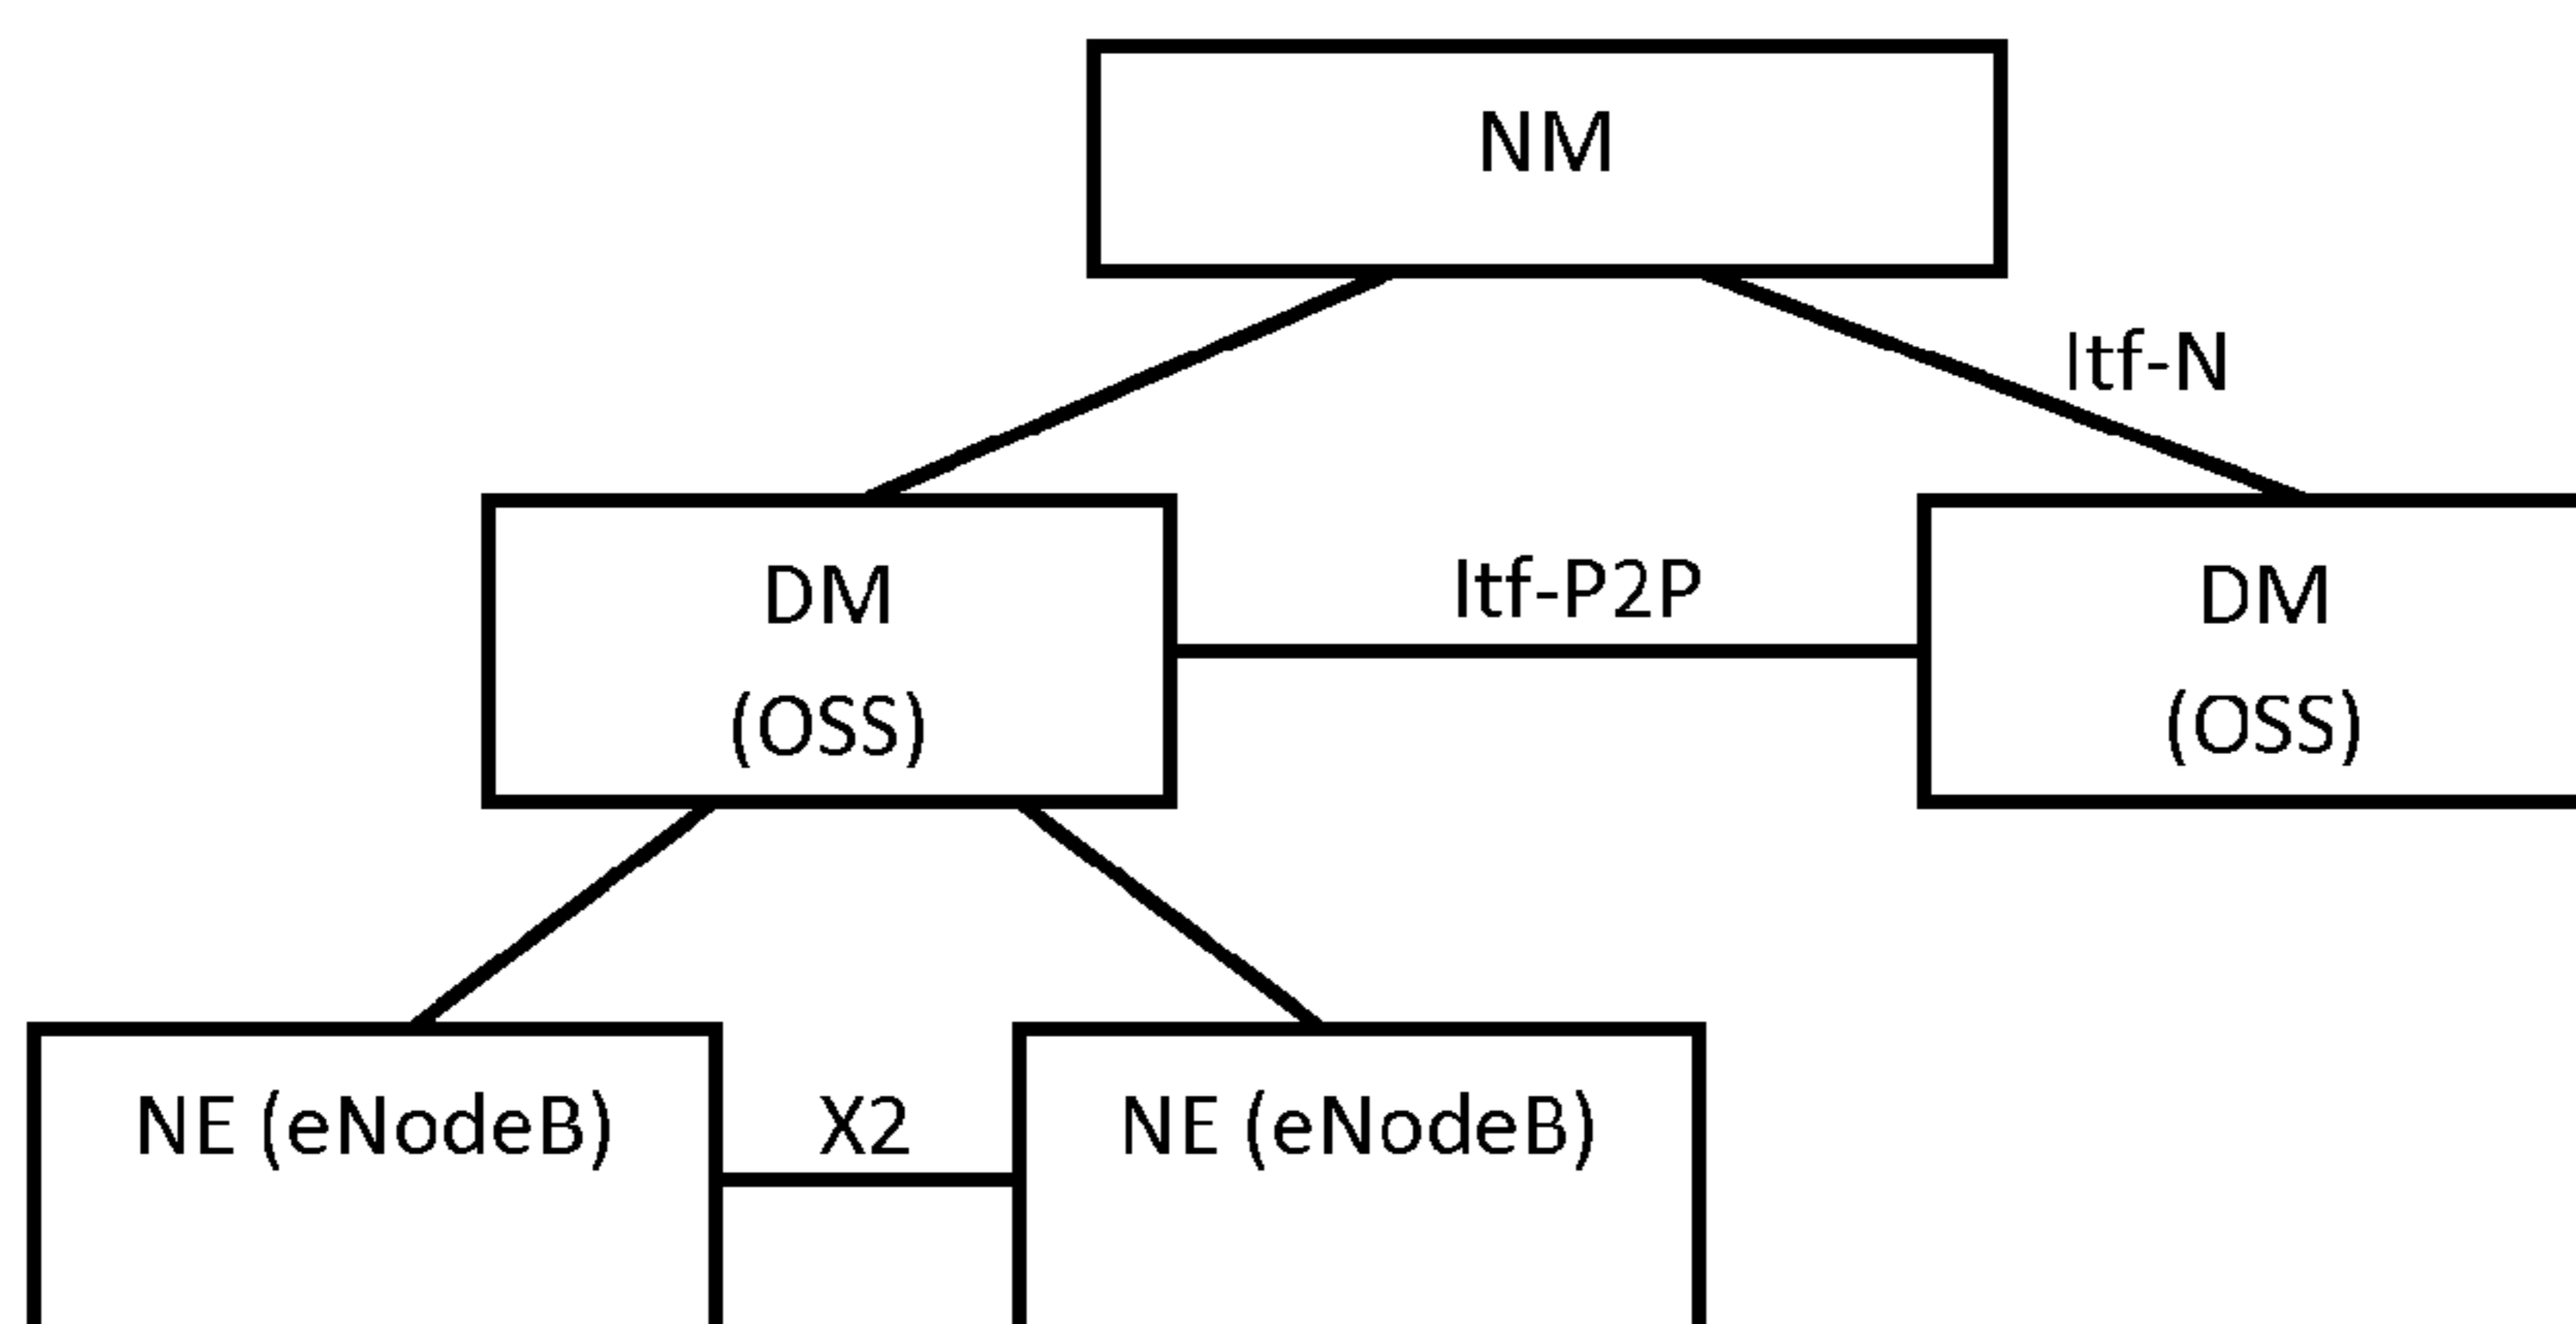 NM
Itf-N
Itf-P2P
DM
(OSS)
DM
(OSS)
NE (eNodeB)
X2
NE (eNodeB)